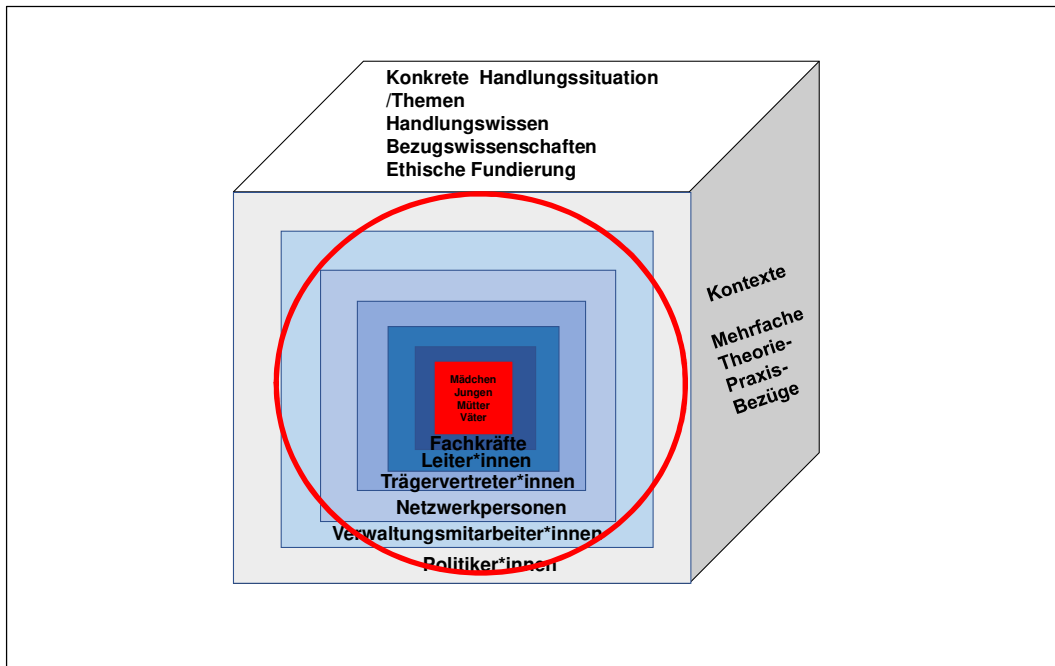 Konkrete Handlungssituation
/Themen
Handlungswissen
Bezugswissenschaften
Ethische Fundierung
Kontexte
Mehrfache
Theorie-
Praxis-
Bezüge
Mädchen
Jungen
Mütter
Väter
Fachkräfte
Leiter*innen
Trägervertreter*innen
Netzwerkpersonen
Verwaltungsmitarbeiter*innen
Politiker*innen